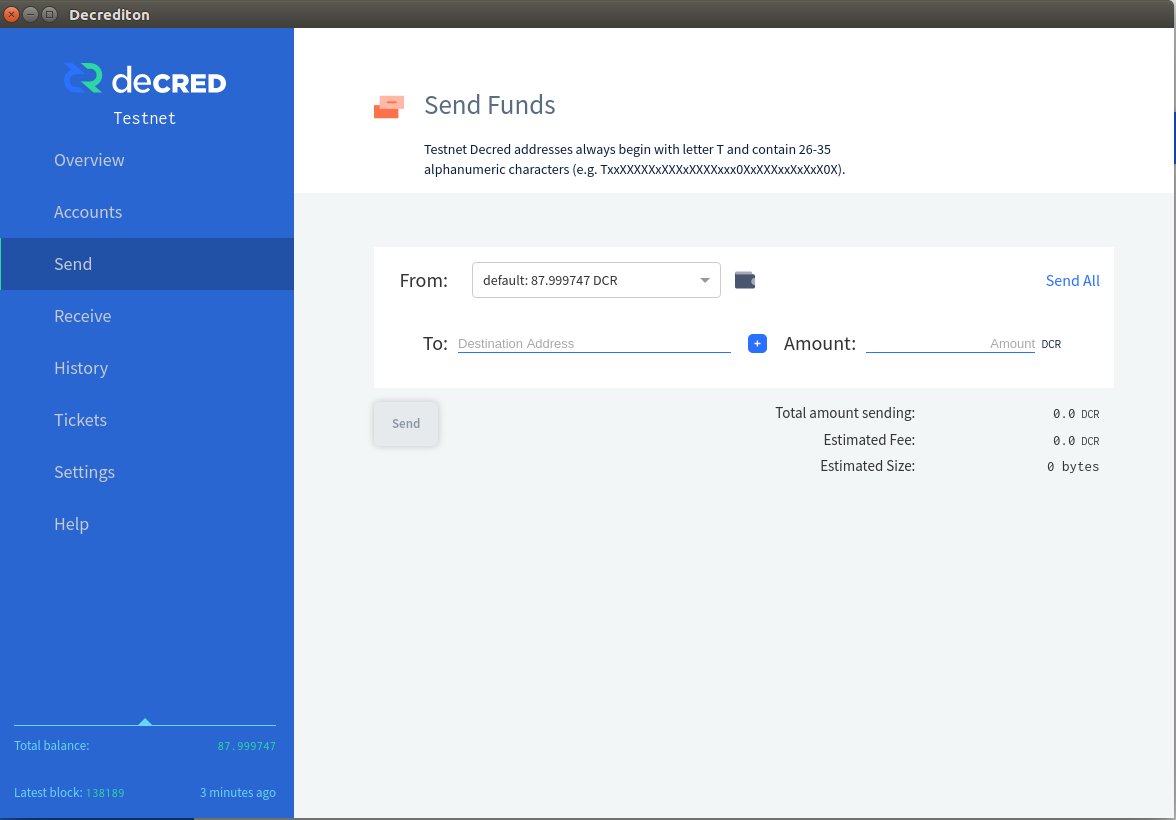 Decrediton
deCRED
Testnet
Overview
Accounts
Send
Receive
History
Tickets
Settings
Help
Total balance: 87.999747
Latest block: 138189 3 minutes ago
Send Funds
Testnet Decred addresses always begin with letter T and contain 26-35
alphanumeric characters (e.g. TxxXXXXXxXXXxXXXXxxx0XxXXXxxXxXxX0X).
From: default: 87.999747 DCR Send All
To: Destination Address + Amount: Amount DCR
Send
Total amount sending: 0.0 DCR
Estimated Fee: 0.0 DCR
Estimated Size: 0 bytes